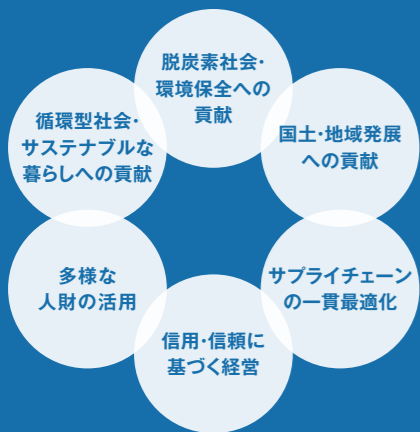 脱炭素社会・
環境保全への
貢献
国土・地域発展
への貢献
サプライチェーン
の一貫最適化
信用・信頼に
基づく経営
多様な
人財の活用
循環型社会・
サステナブルな
暮らしへの貢献